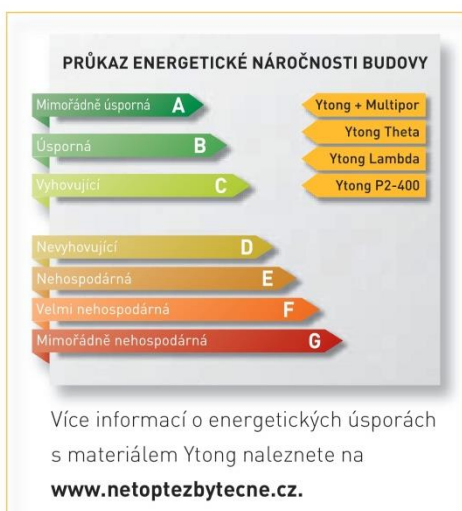 PRŮKAZ ENERGETICKÉ NÁROČNOSTI BUDOVY
Mimořádně úsporná A
Ytong + Multipor
Ytong Theta
Úsporná B
Ytong Lambda
Vyhovující C
Ytong P2-400
Nevyhovující D
Nehospodárná E
Velmi nehospodárná F
Mimořádně nehospodárná G
Více informací o energetických úsporách
s materiálem Ytong naleznete na
www.netoptezbytecne.cz.